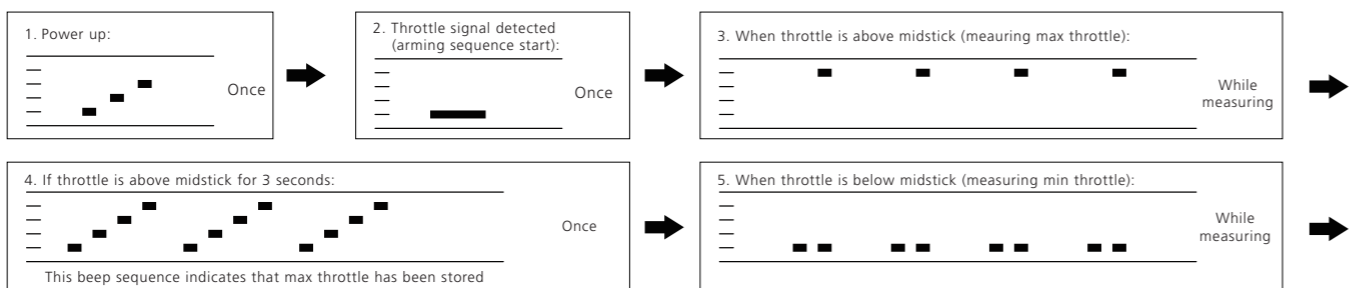 1. Power up:
Once
2. Throttle signal detected
(arming sequence start):
Once
3. When throttle is above midstick (meauring max throttle):
While
measuring
4. If throttle is above midstick for 3 seconds:
Once
This beep sequence indicates that max throttle has been stored
5. When throttle is below midstick (measuring min throttle):
While
measuring